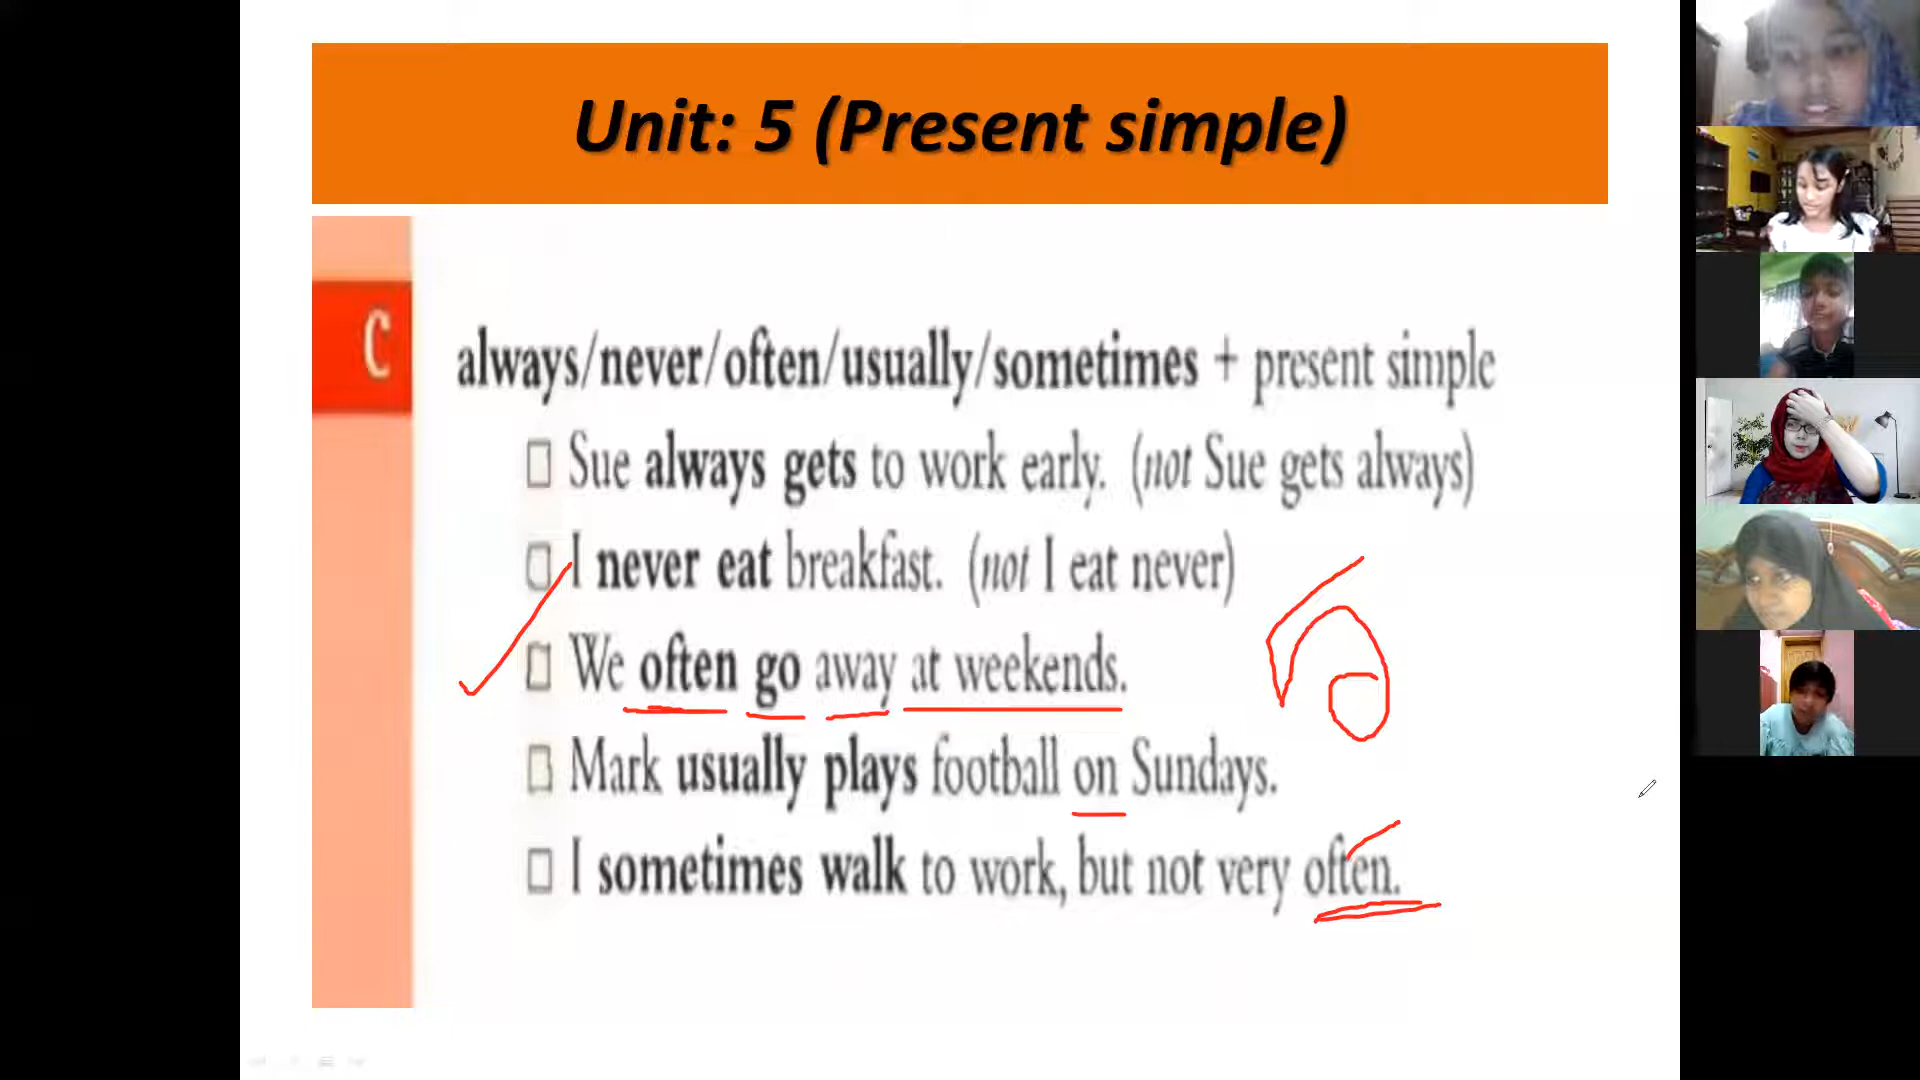 Unit: 5 (Present simple)
C
always/never/often/usually/sometimes + present simple
□ Sue always gets to work early. (not Sue gets always)
□ I never eat breakfast. (not I eat never)
□ We often go away at weekends.
□ Mark usually plays football on Sundays.
□ I sometimes walk to work, but not very often.